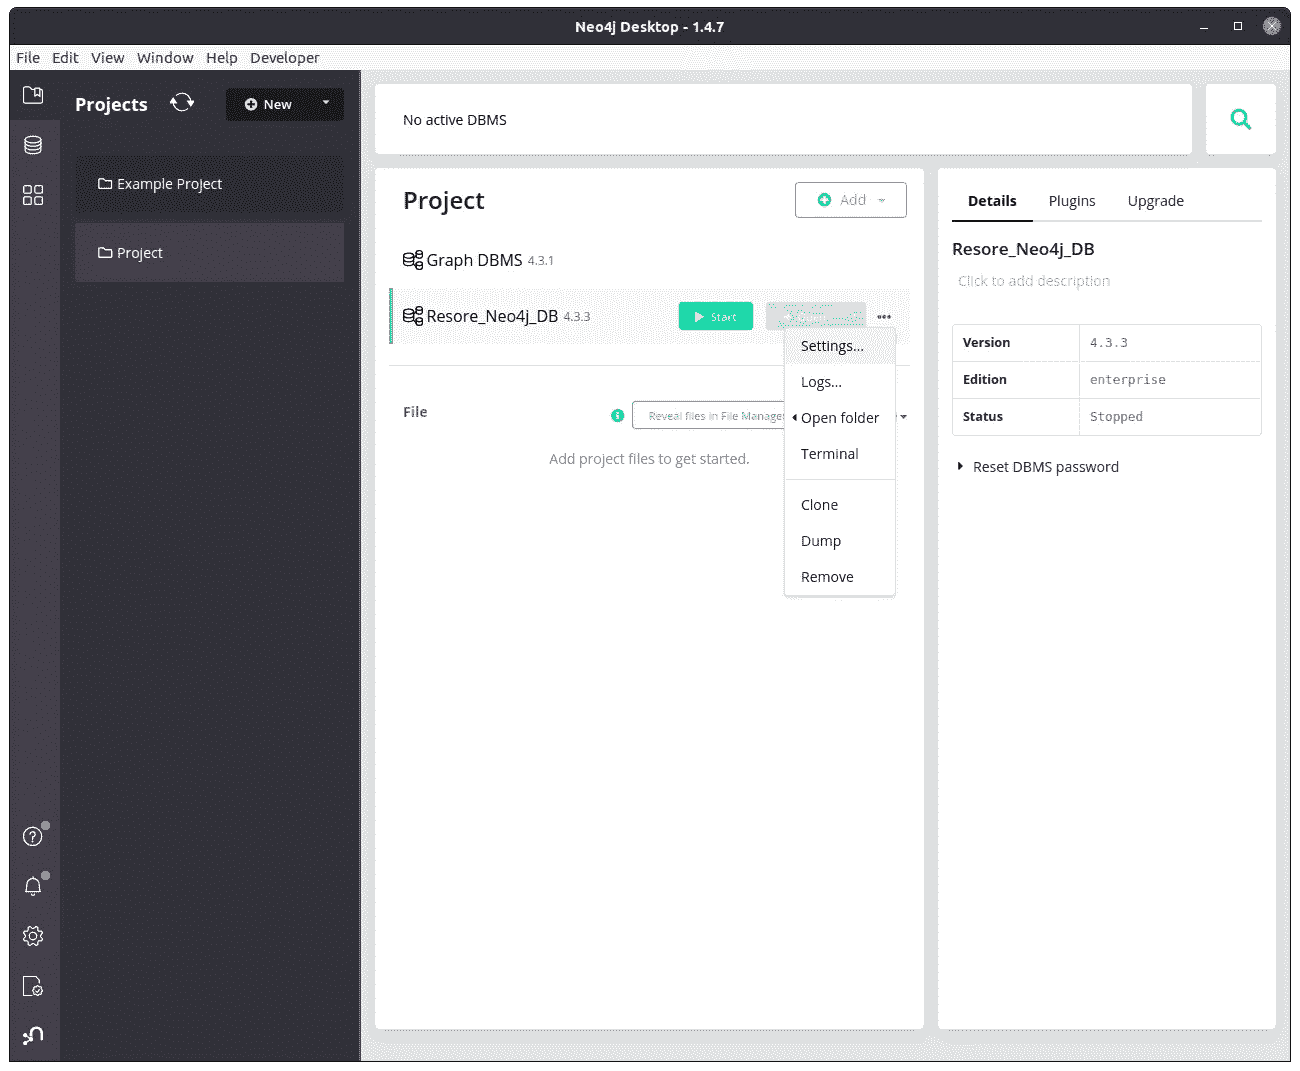 Neo4j Desktop - 1.4.7
File Edit View Window Help Developer
Projects
New
Example Project
Project
No active DBMS
Project
Add
Graph DBMS 4.3.1
Resore_Neo4j_DB 4.3.3
Start
Settings...
Logs...
Open folder
Terminal
Clone
Dump
Remove
File
Reveal files in File Manager
Add project files to get started.
Details Plugins Upgrade
Resore_Neo4j_DB
Click to add description
Version 4.3.3
Edition enterprise
Status Stopped
Reset DBMS password